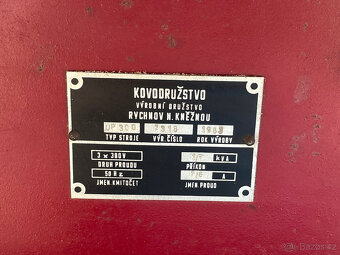 KOVODRUŽSTVO
VÝROBNÍ DRUŽSTVO
RYCHNOV N. KNĚŽNOU
TYP STROJE VÝR. ČÍSLO ROK VÝROBY
3 x 380V kVA
DRUH PROUDU PŘÍKON
50 Hz A
JMEN. KMITOČET JMEN. PROUD